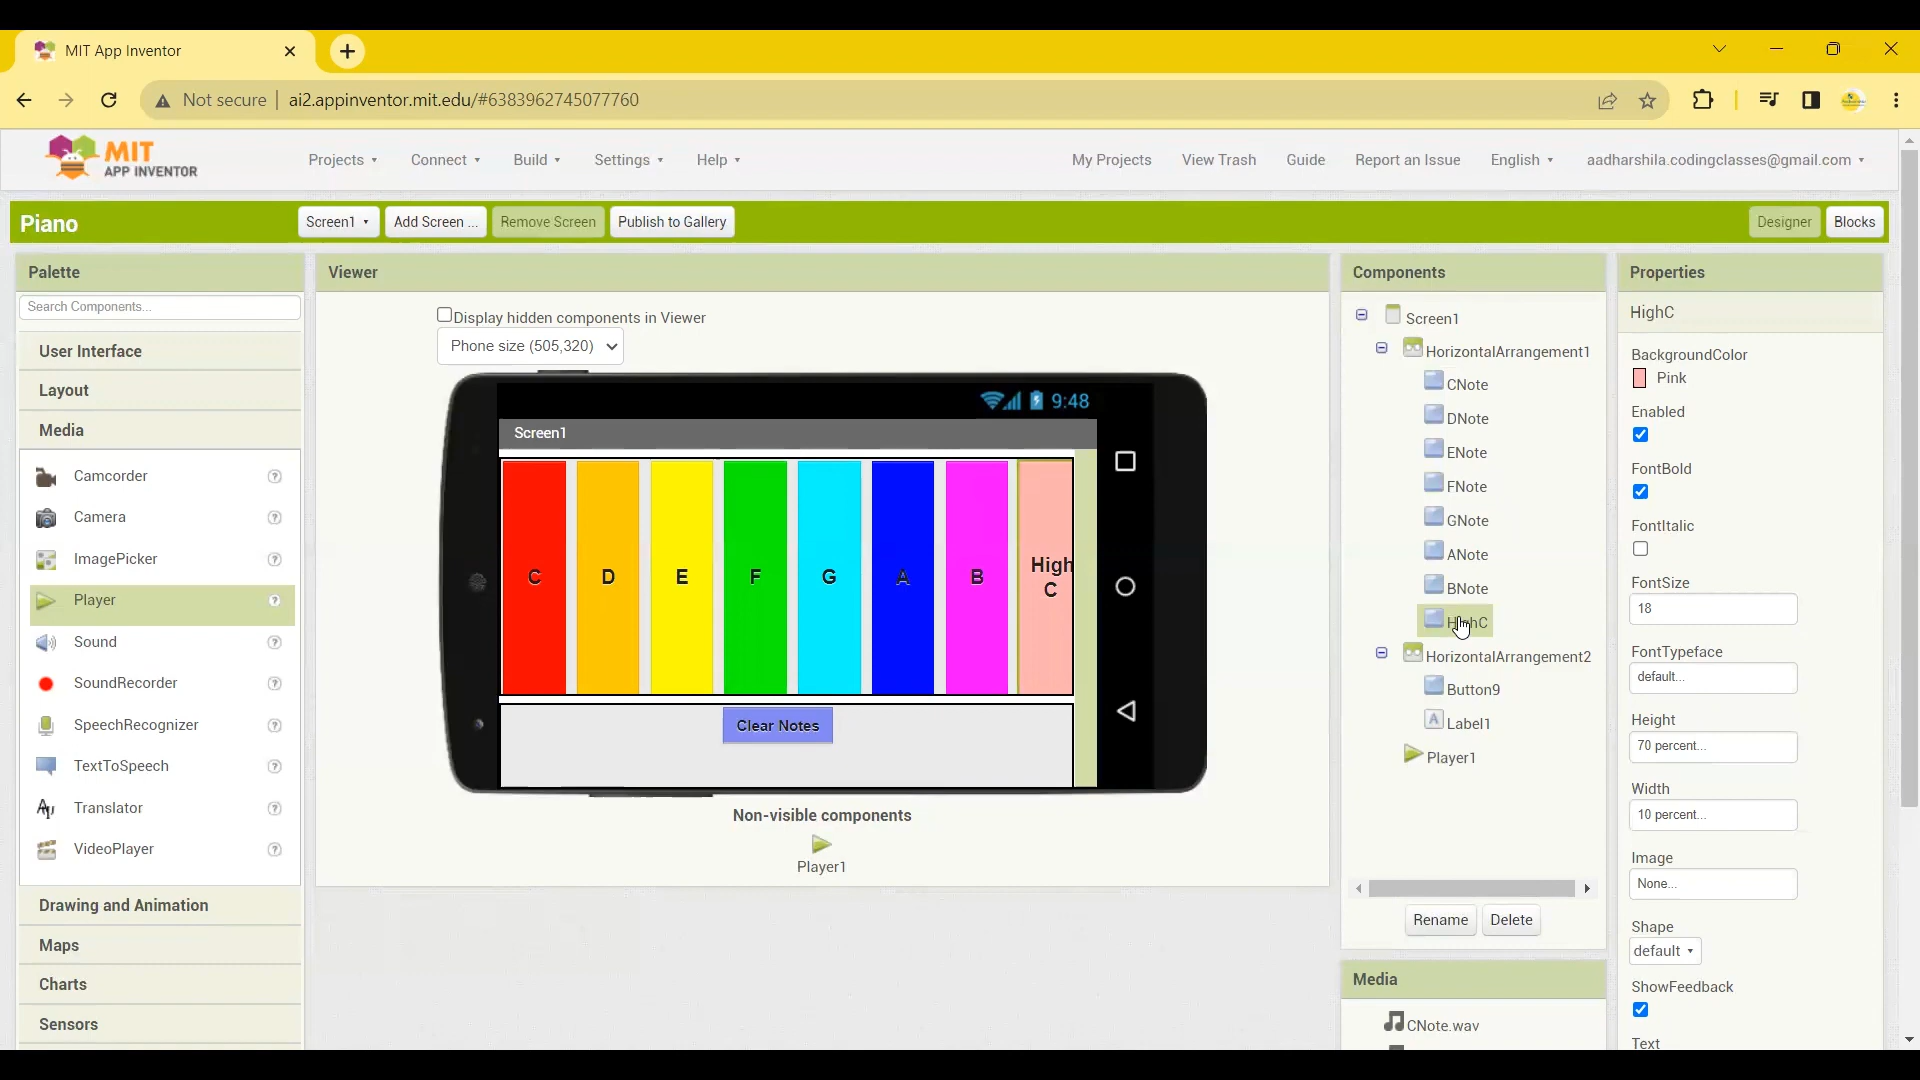 MIT App Inventor
Not secure
ai2.appinventor.mit.edu/#6383962745077760
MIT
APP INVENTOR
Projects
Connect
Build
Settings
Help
My Projects
View Trash
Guide
Report an Issue
English
aadharshila.codingclasses@gmail.com
Piano
Screen1
Add Screen ...
Remove Screen
Publish to Gallery
Designer
Blocks
Palette
Search Components...
User Interface
Layout
Media
Camcorder
Camera
ImagePicker
Player
Sound
SoundRecorder
SpeechRecognizer
TextToSpeech
Translator
VideoPlayer
Drawing and Animation
Maps
Charts
Sensors
Viewer
Display hidden components in Viewer
Phone size (505,320)
9:48
Screen1
C
D
E
F
G
A
B
High
C
Clear Notes
Non-visible components
Player1
Components
Screen1
HorizontalArrangement1
CNote
DNote
ENote
FNote
GNote
ANote
BNote
HighC
HorizontalArrangement2
Button9
Label1
Player1
Rename
Delete
Media
CNote.wav
Properties
HighC
BackgroundColor
Pink
Enabled
FontBold
FontItalic
FontSize
18
FontTypeface
default...
Height
70 percent...
Width
10 percent...
Image
None...
Shape
default
ShowFeedback
Text